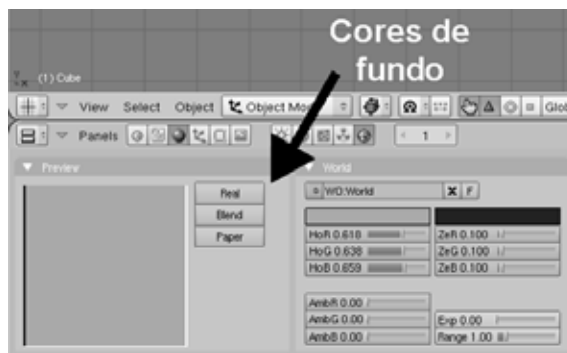 Cores de
fundo
(1) Cube
View Select Object Object Mod
Glob
Panels
1
Preview
World
Real
Blend
Paper
WO:World X F
HoR 0.618 ZeR 0.100
HoG 0.638 ZeG 0.100
HoB 0.659 ZeB 0.100
AmbR 0.00
AmbG 0.00 Exp 0.00
AmbB 0.00 Range 1.00